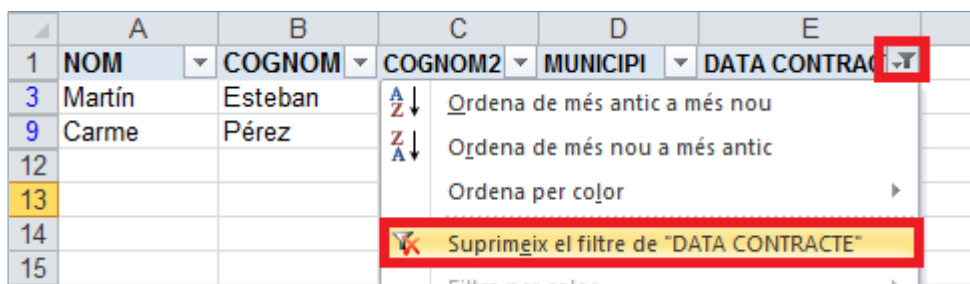 A B C D E
1 NOM COGNOM COGNOM2 MUNICIPI DATA CONTRAC
3 Martín Esteban
9 Carme Pérez
12
13
14
15
A Z Ordena de més antic a més nou
Z A Ordena de més nou a més antic
Ordena per color
Suprimeix el filtre de "DATA CONTRACTE"